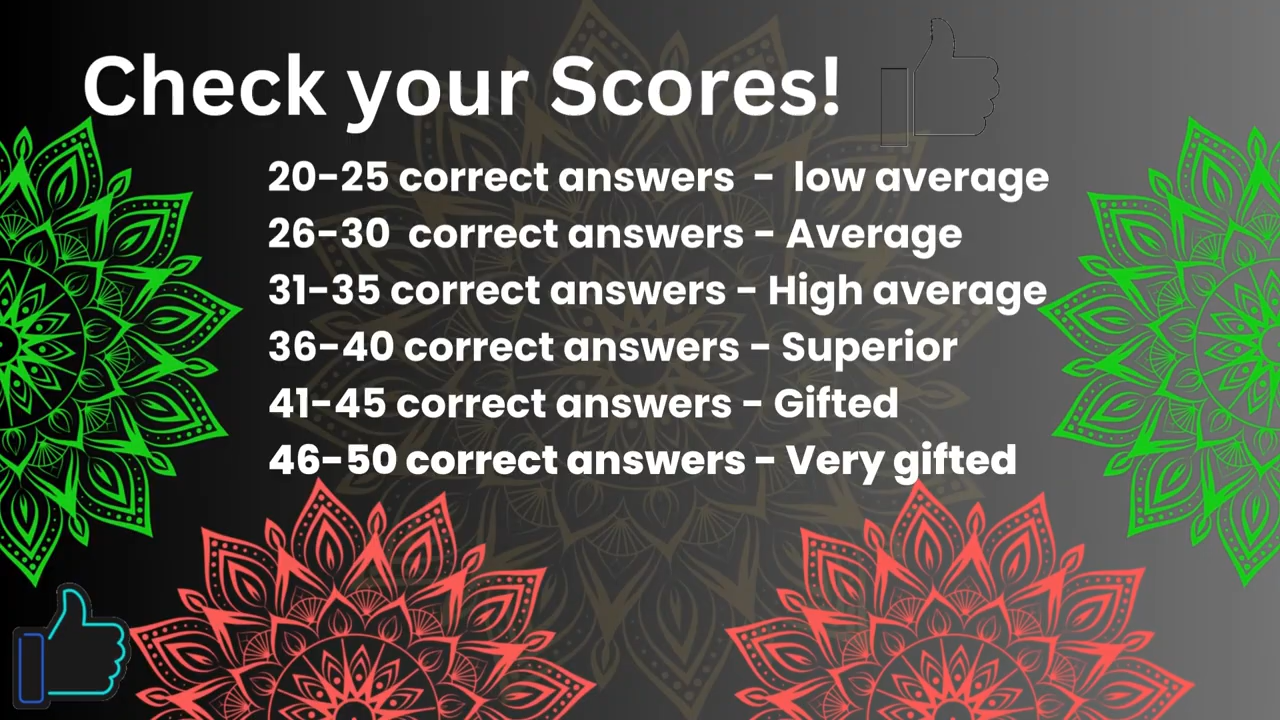 Check your Scores!
20-25 correct answers - low average
26-30 correct answers - Average
31-35 correct answers - High average
36-40 correct answers - Superior
41-45 correct answers - Gifted
46-50 correct answers - Very gifted